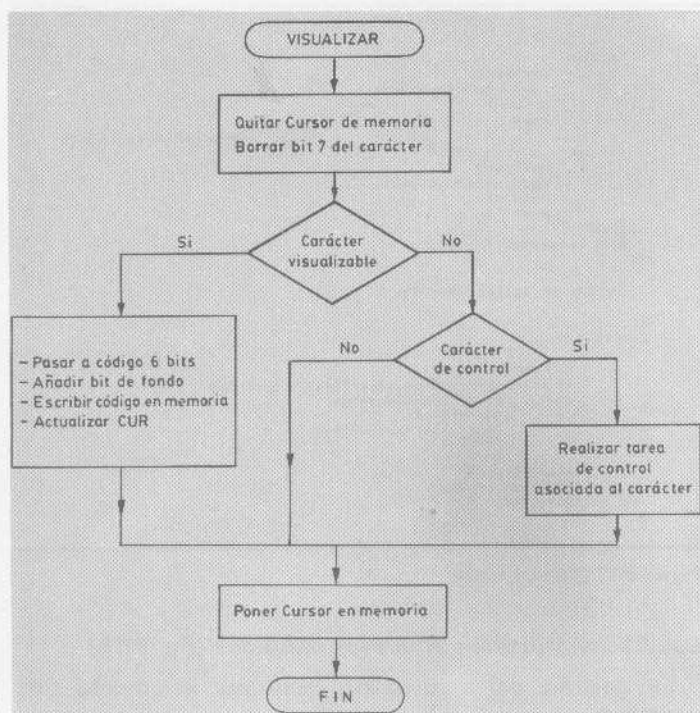 VISUALIZAR
Quitar Cursor de memoria
Borrar bit 7 del carácter
Si
Carácter
visualizable
No
- Pasar a código 6 bits
- Añadir bit de fondo
- Escribir código en memoria
- Actualizar CUR
No
Carácter
de control
Si
Realizar tarea
de control
asociada al carácter
Poner Cursor en memoria
FIN